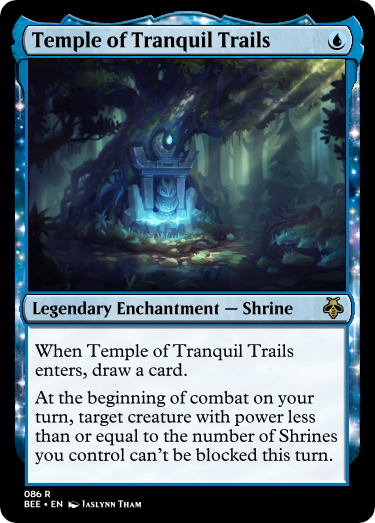 Temple of Tranquil Trails
Legendary Enchantment — Shrine
When Temple of Tranquil Trails
enters, draw a card.
At the beginning of combat on your
turn, target creature with power less
than or equal to the number of Shrines
you control can't be blocked this turn.
086 R
BEE • EN Jaslynn Tham